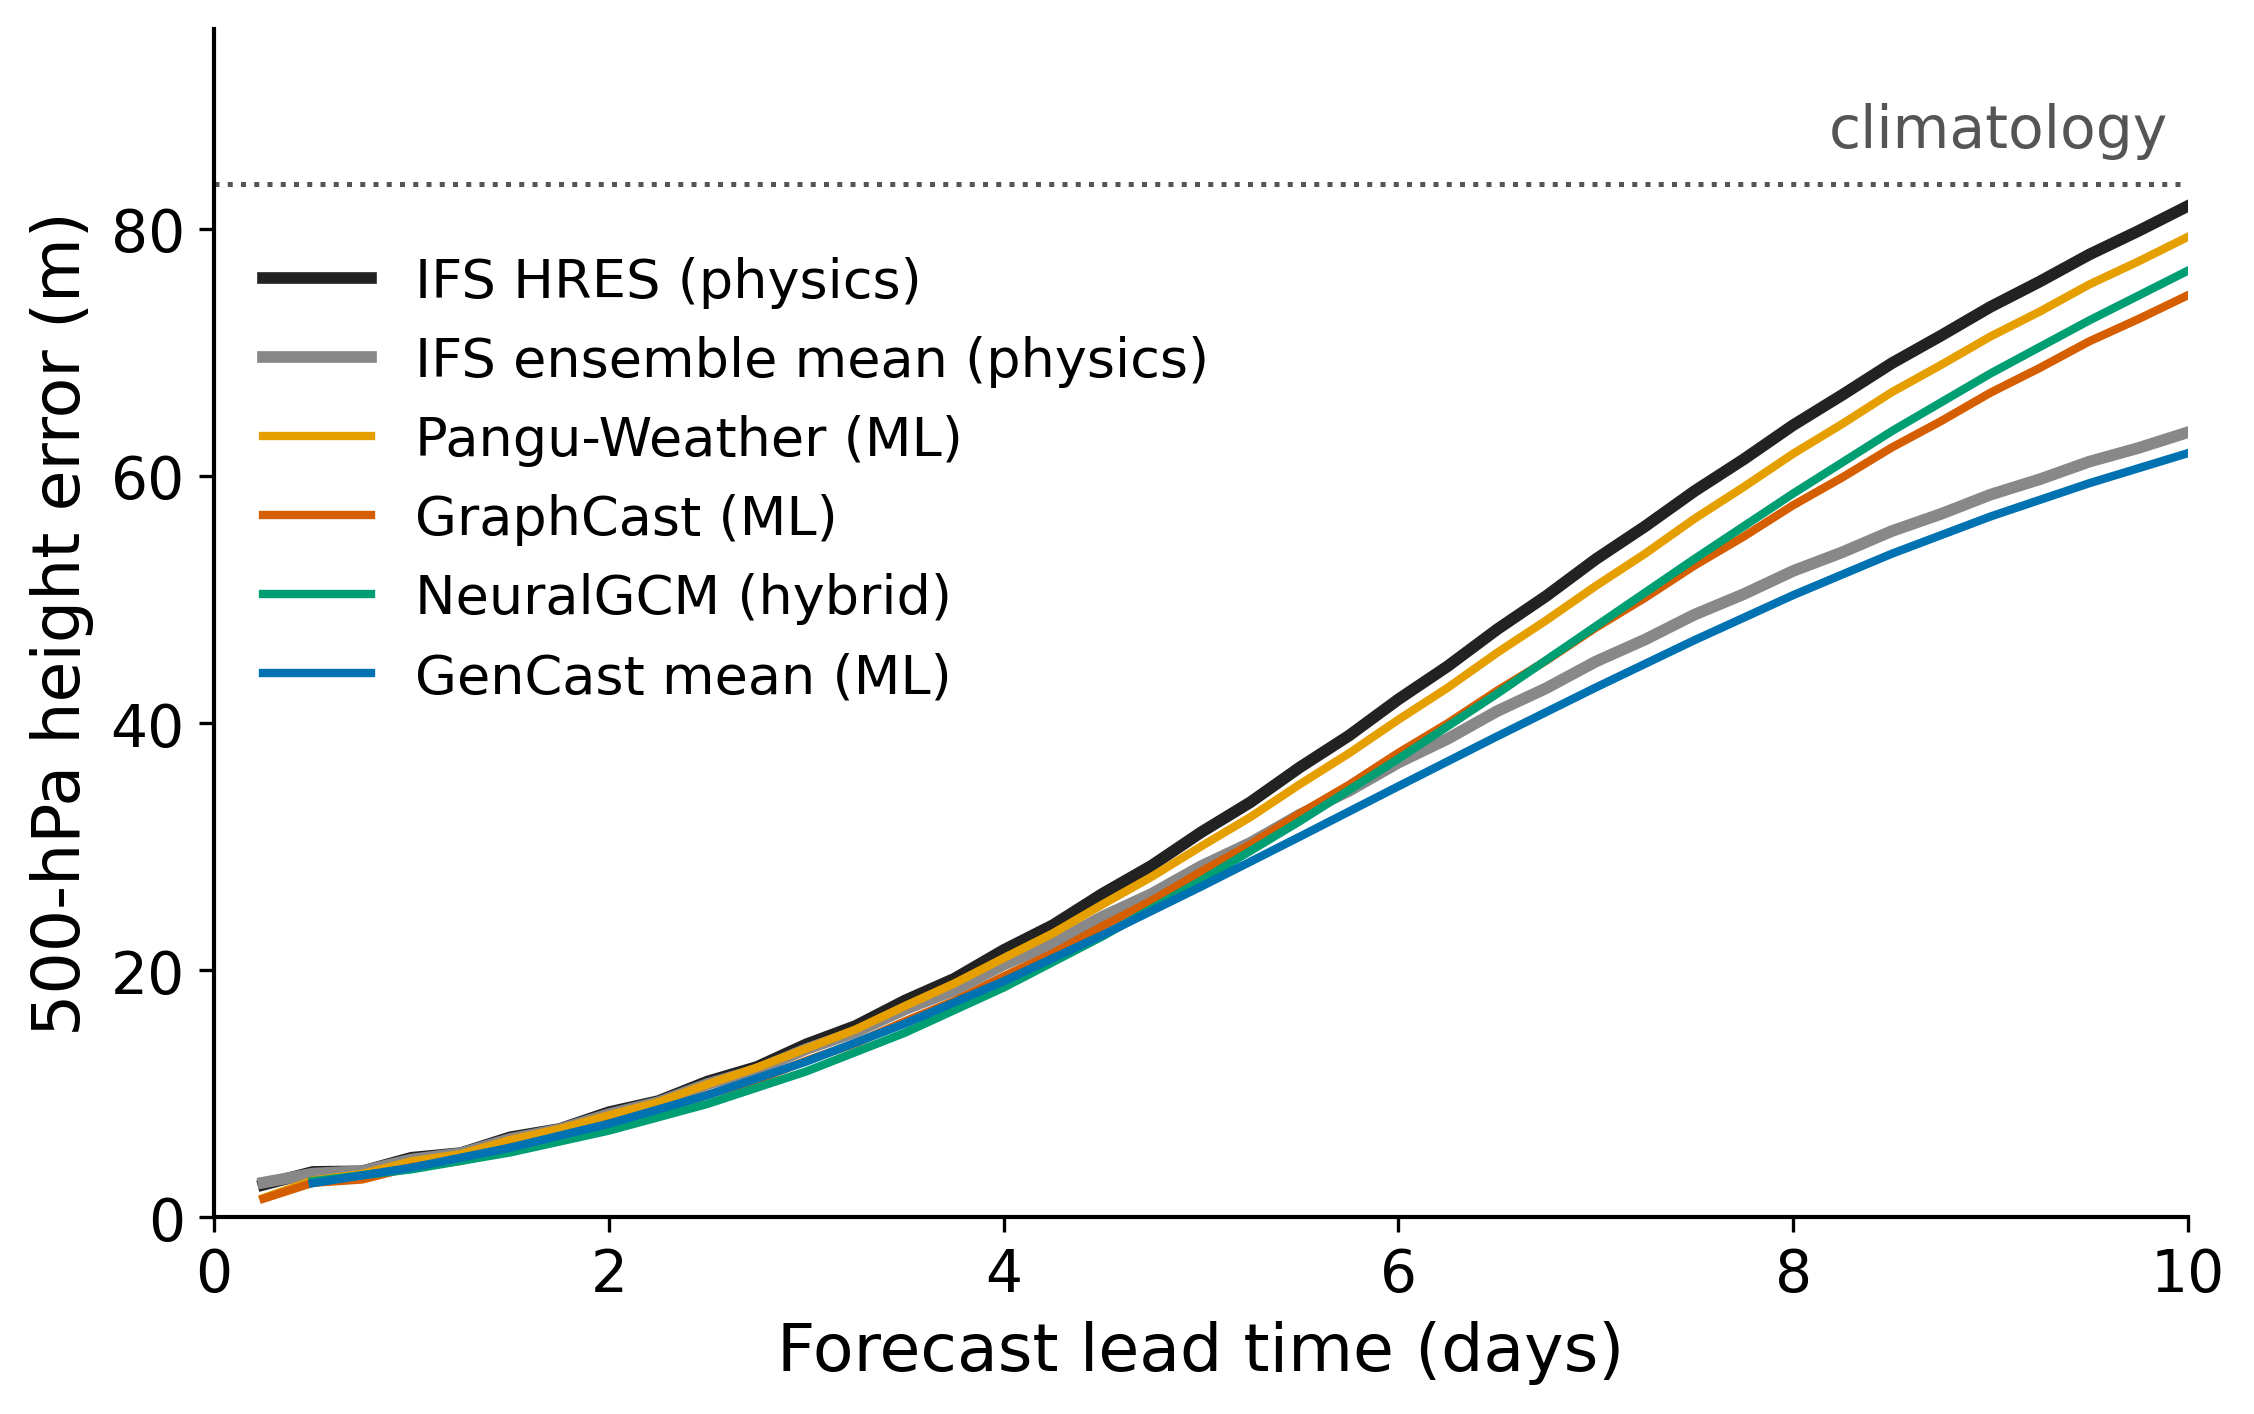 climatology
80
60
40
20
0
500-hPa height error (m)
IFS HRES (physics)
IFS ensemble mean (physics)
Pangu-Weather (ML)
GraphCast (ML)
NeuralGCM (hybrid)
GenCast mean (ML)
0 2 4 6 8 10
Forecast lead time (days)